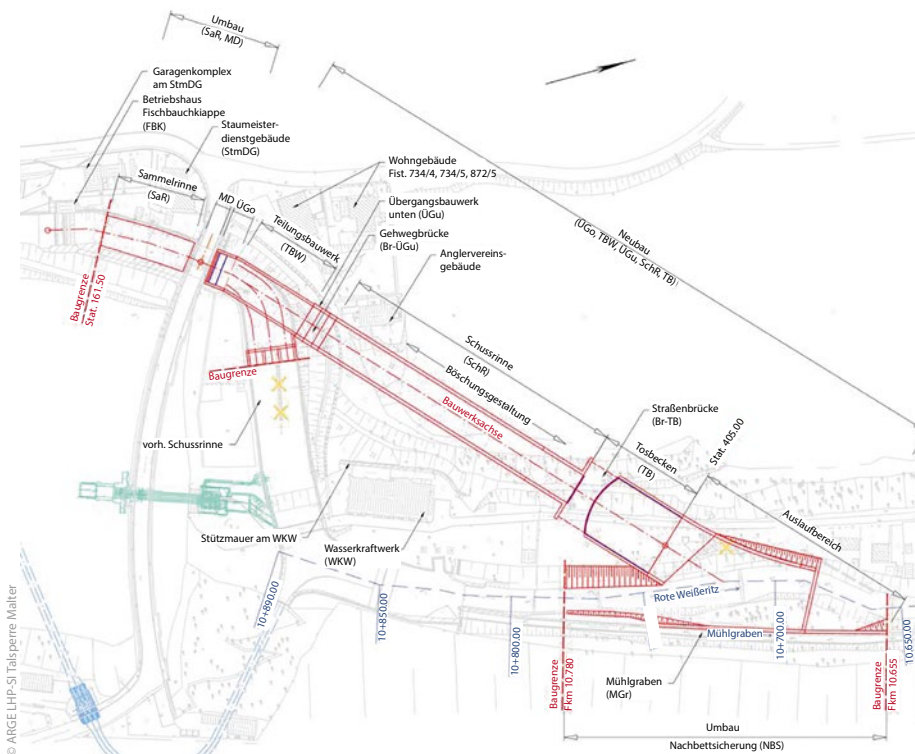 Umbau
(SaR, MD)
Garagenkomplex
am StmDG
Betriebshaus
Fischbauchkiappe
(FBK)
Staumeister-
dienstgebäude
(StmDG)
Sammelrinne
(SaR)
MD ÜGo
Teilungsbauwerk
(TBW)
Wohngebäude
Fist. 734/4, 734/5, 872/5
Übergangsbauwerk
unten (ÜGu)
Gehwegbrücke
(Br-ÜGu)
Anglervereins-
gebäude
Neubau
(ÜGo, TBW, ÜGu, SchR, TB)
Baugrenze
Stat. 161.50
Baugrenze
Schussrinne
(SchR)
Böschungsgestaltung
Bauwerksachse
Straßenbrücke
(Br-TB)
Stat. 405.00
Tosbecken
(TB)
Auslaufbereich
vorh. Schussrinne
Stützmauer am WKW
Wasserkraftwerk
(WKW)
10+890.00
10+850.00
10+800.00
Rote Weißeritz
10+700.00
10.650.00
Mühlgraben
Mühlgraben
(MGr)
Baugrenze
Fkm 10.780
Baugrenze
Fkm 10.655
Umbau
Nachbettsicherung (NBS)
© ARGE LHP-SI Talsperre Malter